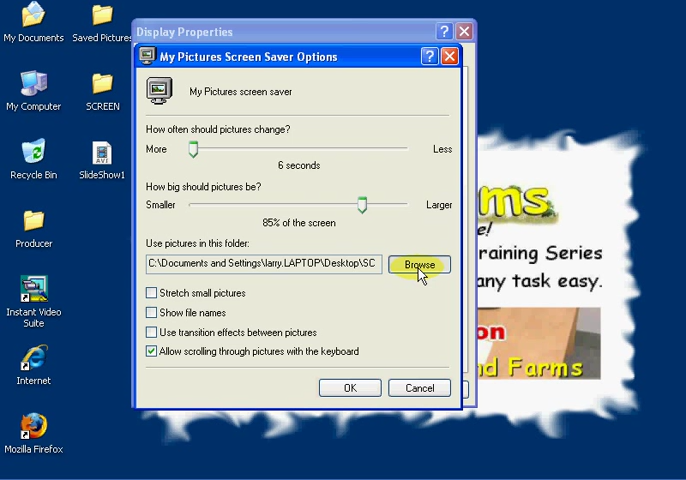 Display Properties
My Pictures Screen Saver Options
My Documents
Saved Pictures
My Pictures screen saver
How often should pictures change?
More
Less
6 seconds
My Computer
SCREEN
How big should pictures be?
Smaller
Larger
85% of the screen
Recycle Bin
AVI
SlideShow1
Use pictures in this folder:
C:\Documents and Settings\larry.LAPTOP\Desktop\SC
Browse
Producer
Stretch small pictures
Show file names
Use transition effects between pictures
Allow scrolling through pictures with the keyboard
Instant Video
Suite
OK
Cancel
Internet
Mozilla Firefox
ms
e!
raining Series
any task easy.
on
nd Farms